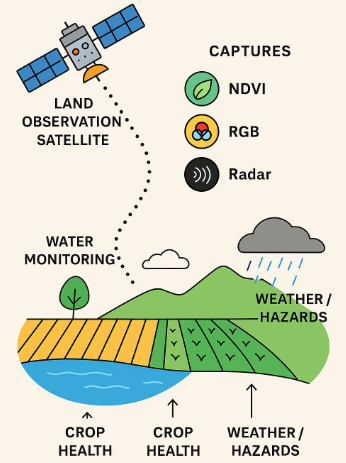 CAPTURES
NDVI
LAND
OBSERVATION
SATELLITE
RGB
Radar
WATER
MONITORING
WEATHER /
HAZARDS
CROP
HEALTH
CROP
HEALTH
WEATHER /
HAZARDS